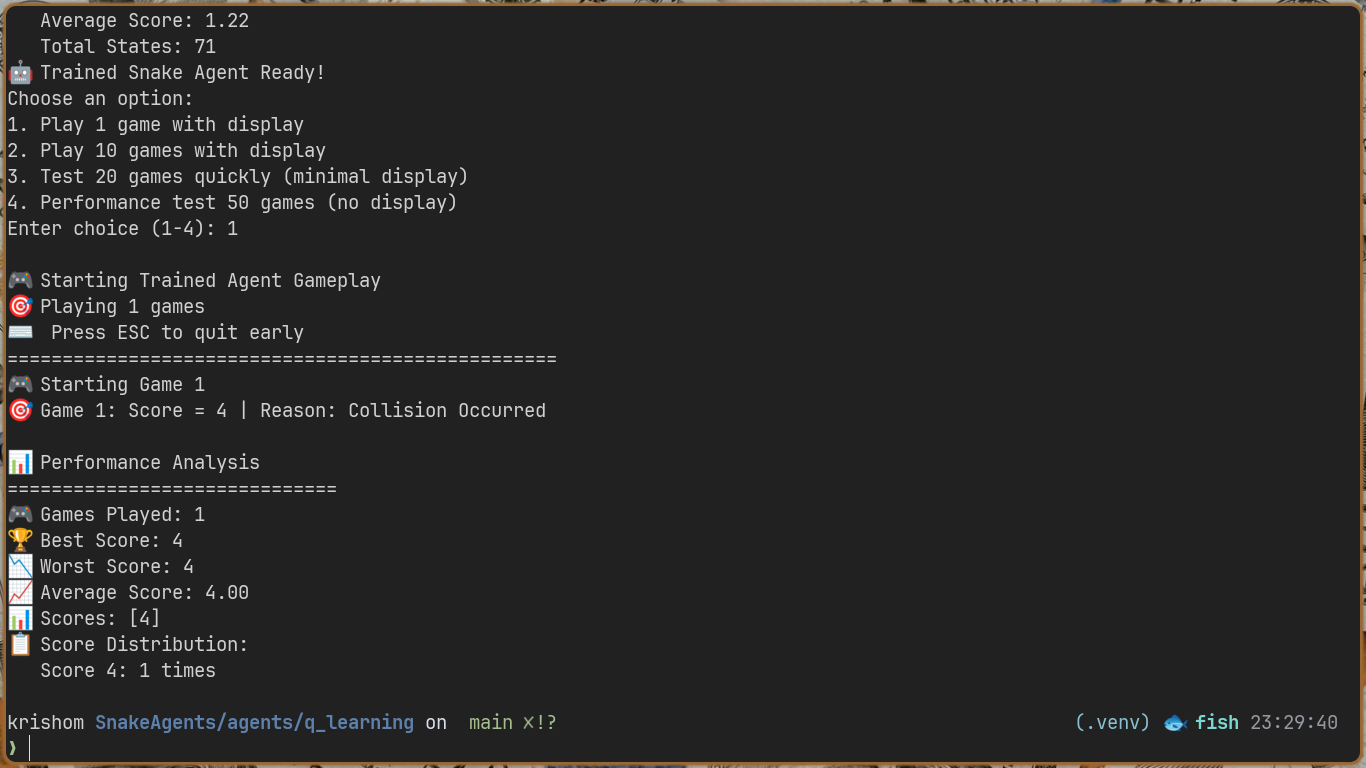 Average Score: 1.22
Total States: 71
🤖 Trained Snake Agent Ready!
Choose an option:
1. Play 1 game with display
2. Play 10 games with display
3. Test 20 games quickly (minimal display)
4. Performance test 50 games (no display)
Enter choice (1-4): 1
🎮 Starting Trained Agent Gameplay
🎯 Playing 1 games
⌨️ Press ESC to quit early
==================================================
🎮 Starting Game 1
🎯 Game 1: Score = 4 | Reason: Collision Occurred
📊 Performance Analysis
==============================
🎮 Games Played: 1
🏆 Best Score: 4
📉 Worst Score: 4
📈 Average Score: 4.00
📊 Scores: [4]
📋 Score Distribution:
Score 4: 1 times
krishom SnakeAgents/agents/q_learning on main ✗!? (.venv) 🐟 fish 23:29:40
❯